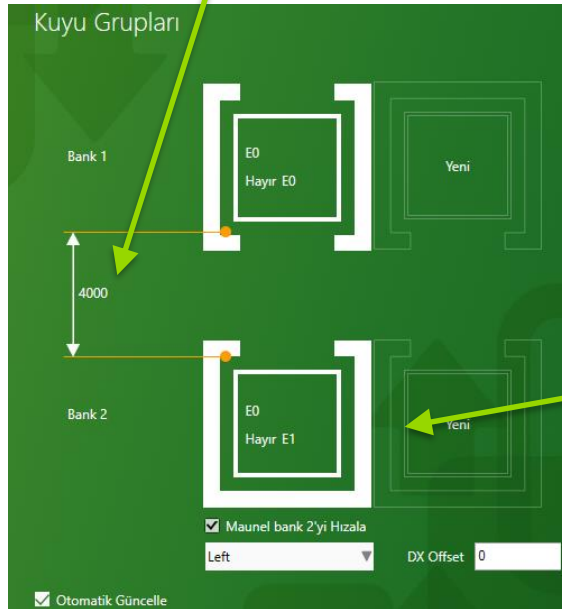 Kuyu Grupları
Bank 1
E0
Hayır E0
Yeni
4000
Bank 2
E0
Hayır E1
Yeni
Maunel bank 2'yi Hızala
Left
DX Offset 0
Otomatik Güncelle